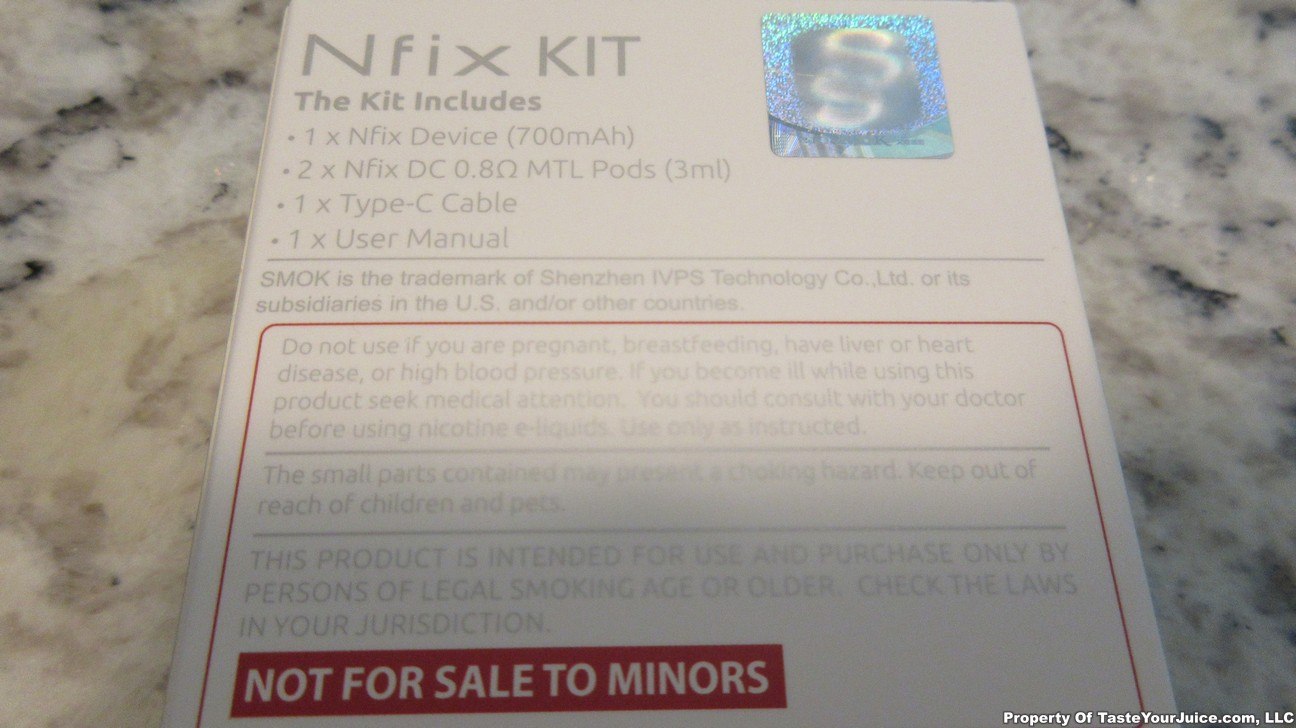 Nfix KIT
The Kit Includes
• 1 x Nfix Device (700mAh)
• 2 x Nfix DC 0.8Ω MTL Pods (3ml)
• 1 x Type-C Cable
• 1 x User Manual
SMOK is the trademark of Shenzhen IVPS Technology Co.,Ltd. or its
subsidiaries in the U.S. and/or other countries.
Do not use if you are pregnant, breastfeeding, have liver or heart
disease, or high blood pressure. If you become ill while using this
product seek medical attention. You should consult with your doctor
before using nicotine e-liquids. Use only as instructed.
The small parts contained may present a choking hazard. Keep out of
reach of children and pets.
THIS PRODUCT IS INTENDED FOR USE AND PURCHASE ONLY BY
PERSONS OF LEGAL SMOKING AGE OR OLDER. CHECK THE LAWS
IN YOUR JURISDICTION.
NOT FOR SALE TO MINORS
Property Of TasteYourJuice.com, LLC